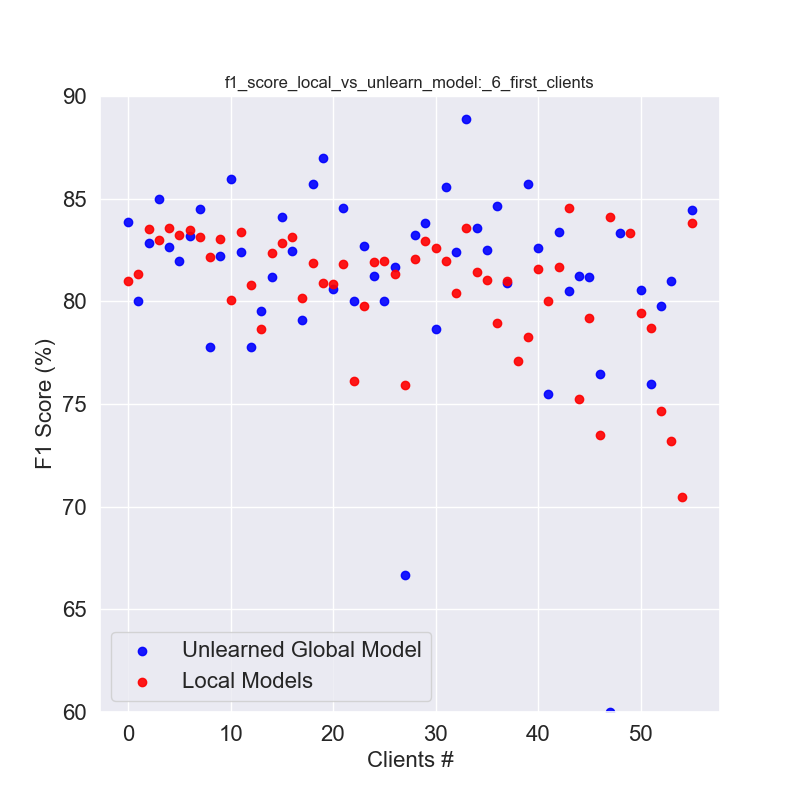 f1_score_local_vs_unlearn_model:_6_first_clients
90
85
80
75
70
65
60
F1 Score (%)
Unlearned Global Model
Local Models
0 10 20 30 40 50
Clients #